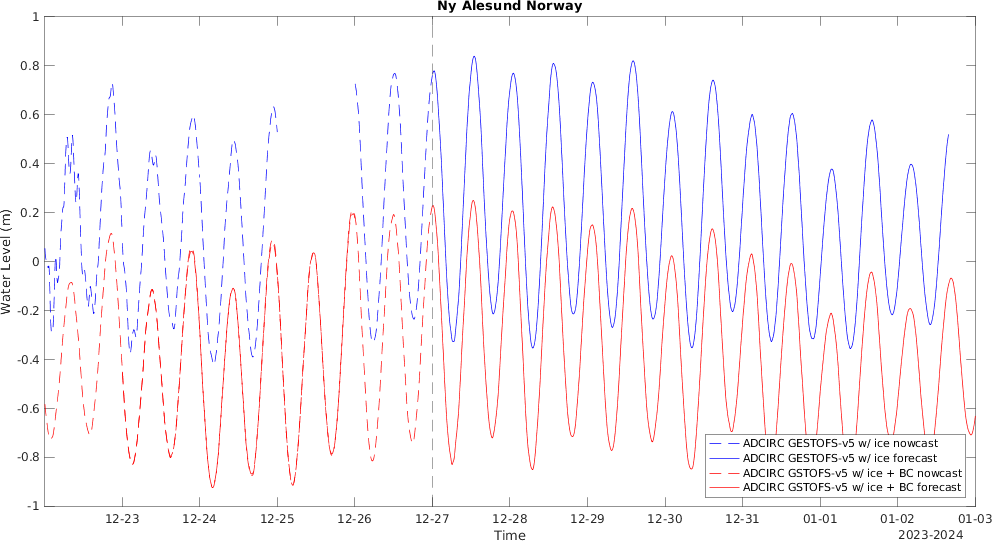 Ny Alesund Norway
1
0.8
0.6
0.4
0.2
0
-0.2
-0.4
-0.6
-0.8
-1
Water Level (m)
ADCIRC GESTOFS-v5 w/ ice nowcast
ADCIRC GESTOFS-v5 w/ ice forecast
ADCIRC GSTOFS-v5 w/ ice + BC nowcast
ADCIRC GSTOFS-v5 w/ ice + BC forecast
12-23 12-24 12-25 12-26 12-27 12-28 12-29 12-30 12-31 01-01 01-02 01-03
Time
2023-2024